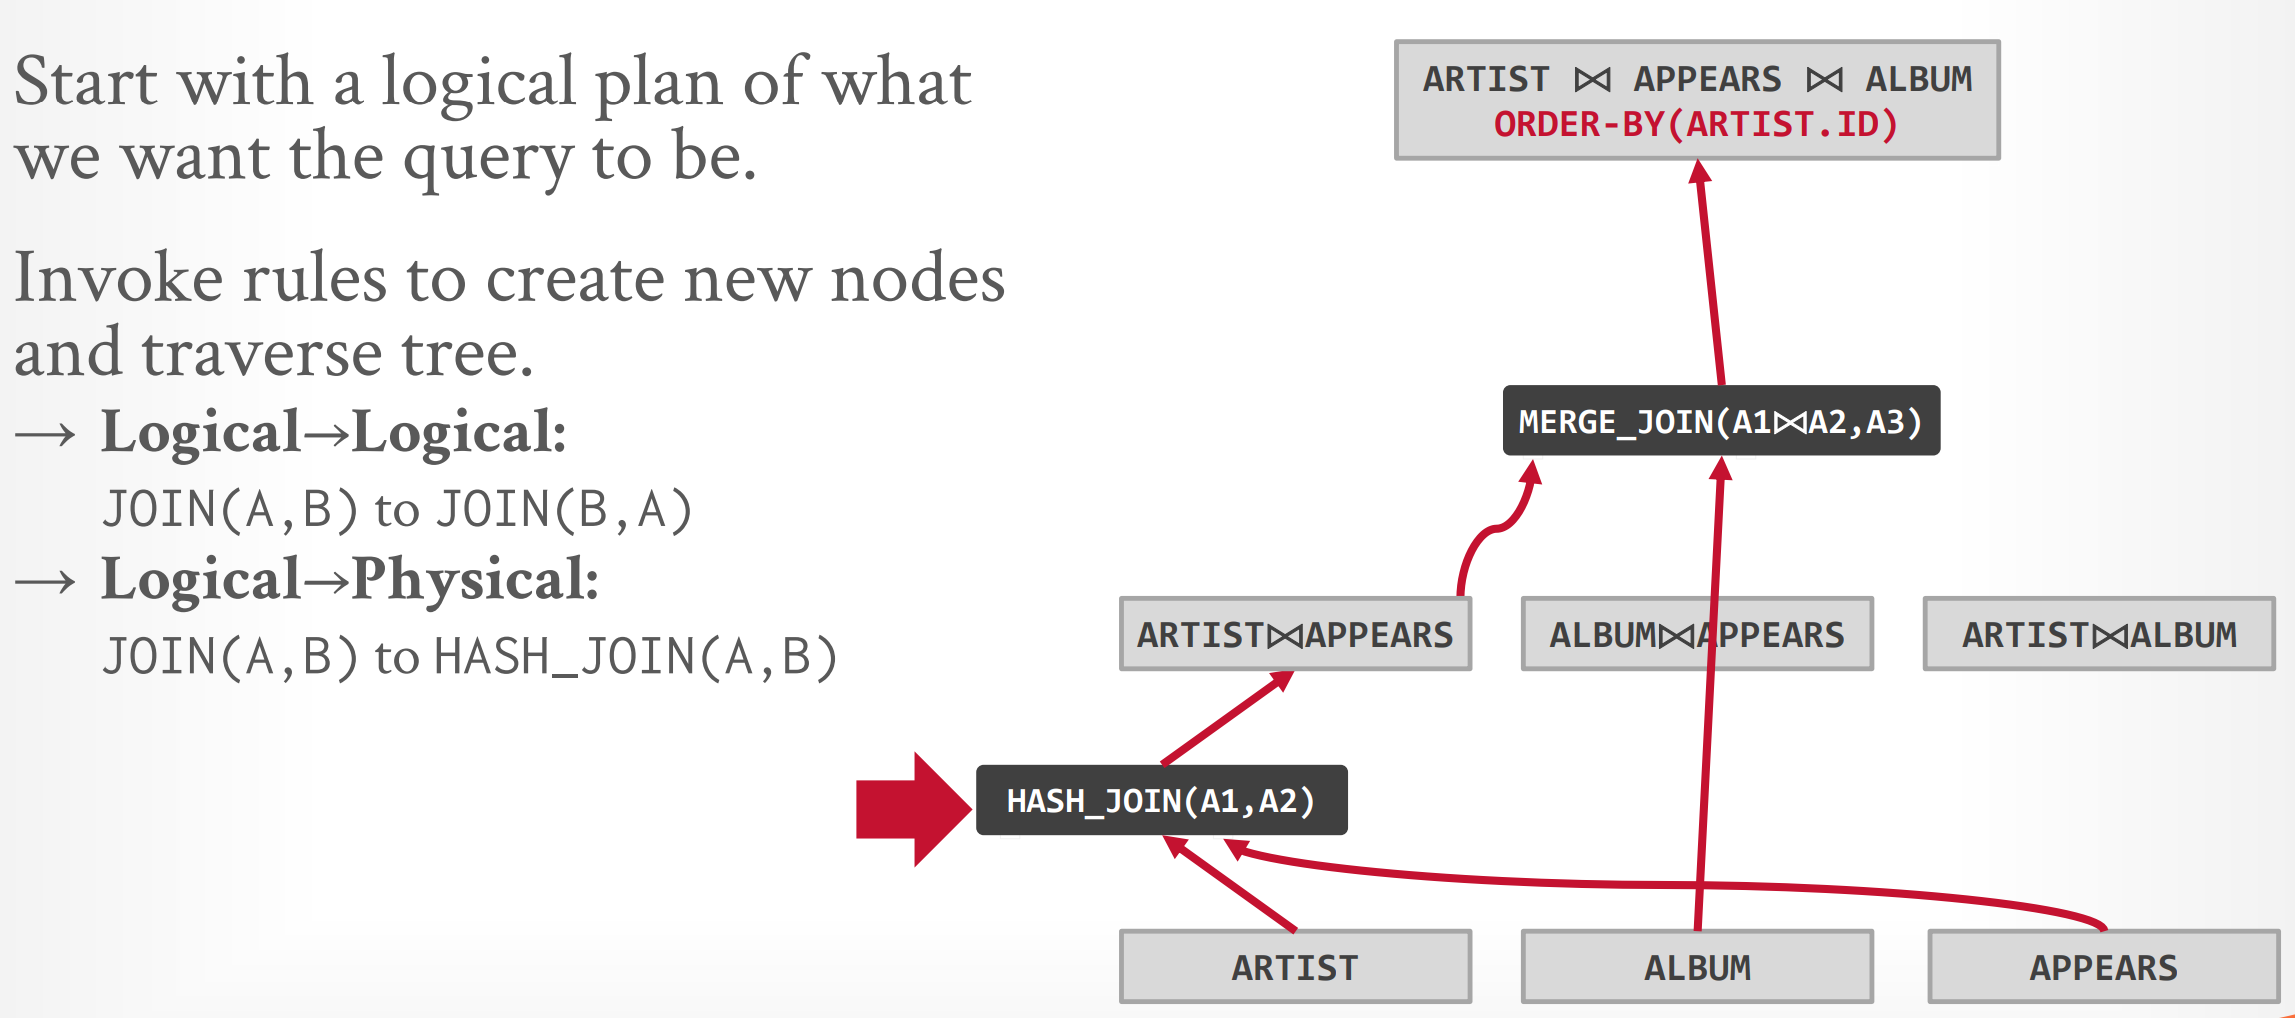 Start with a logical plan of what
we want the query to be.
Invoke rules to create new nodes
and traverse tree.
→ Logical→Logical:
JOIN(A,B) to JOIN(B,A)
→ Logical→Physical:
JOIN(A,B) to HASH_JOIN(A,B)
ARTIST ⋈ APPEARS ⋈ ALBUM
ORDER-BY(ARTIST.ID)
MERGE_JOIN(A1⋈A2,A3)
ARTIST⋈APPEARS
ALBUM⋈APPEARS
ARTIST⋈ALBUM
HASH_JOIN(A1,A2)
ARTIST
ALBUM
APPEARS